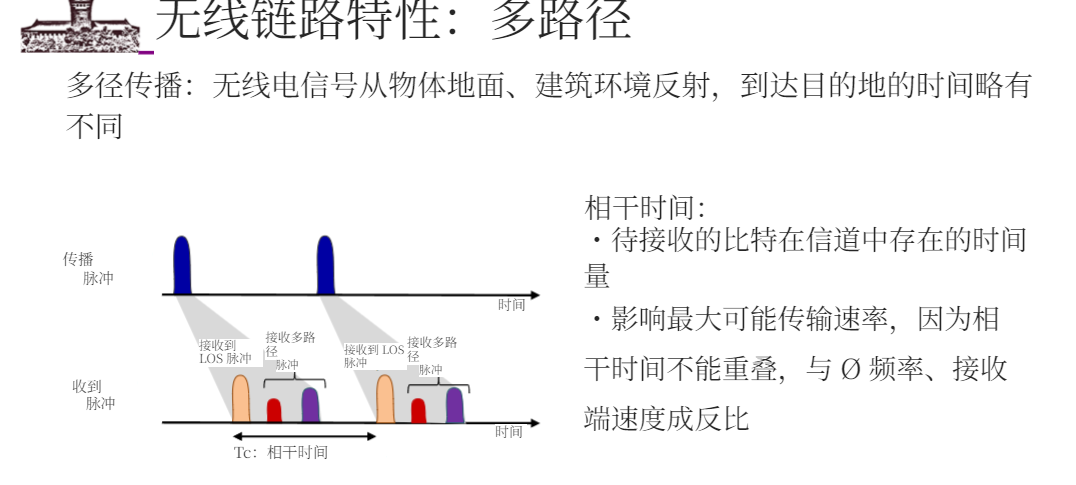 无线链路特性：多路径
多径传播：无线电信号从物体地面、建筑环境反射，到达目的地的时间略有
不同
相干时间：
・待接收的比特在信道中存在的时间
量
・影响最大可能传输速率，因为相
干时间不能重叠，与 Ø 频率、接收
端速度成反比
传播
脉冲
时间
接收到
LOS 脉冲
接收多路
径
脉冲
接收到 LOS
脉冲
接收多路
径
脉冲
收到
脉冲
时间
Tc：相干时间